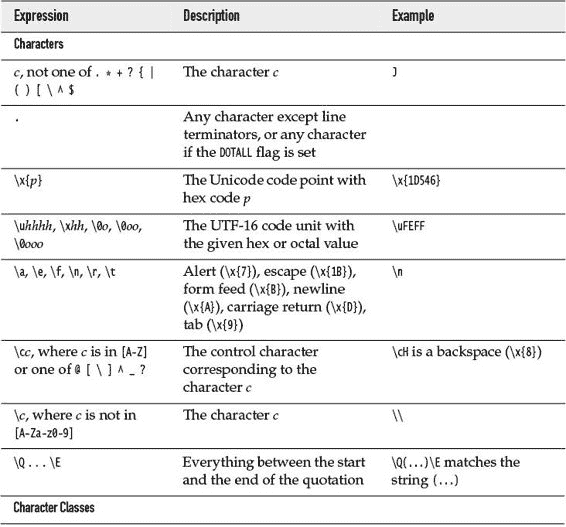 Expression Description Example
Characters
c, not one of . * + ? { | The character c J
( ) [ \ ^ $
. Any character except line
terminators, or any character
if the DOTALL flag is set
\x{p} The Unicode code point with \x{1D546}
hex code p
\uhhhh, \xhh, \0o, \0oo, The UTF-16 code unit with \uFEFF
\0ooo the given hex or octal value
\a, \e, \f, \n, \r, \t Alert (\x{7}), escape (\x{1B}), \n
form feed (\x{B}), newline
(\x{A}), carriage return (\x{D}),
tab (\x{9})
\cc, where c is in [A-Z] The control character \cH is a backspace (\x{8})
or one of @ [ \ ] ^ _ ? corresponding to the
character c
\c, where c is not in The character c \\
[A-Za-z0-9]
\Q . . . \E Everything between the start \Q(...)\E matches the
and the end of the quotation string (...)
Character Classes